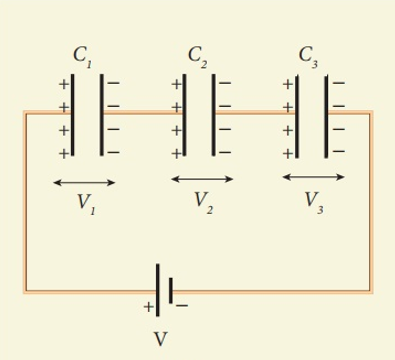 C₁ C₂ C₃
+ − + − + −
+ − + − + −
+ − + − + −
+ − + − + −
V₁ V₂ V₃
+ −
V